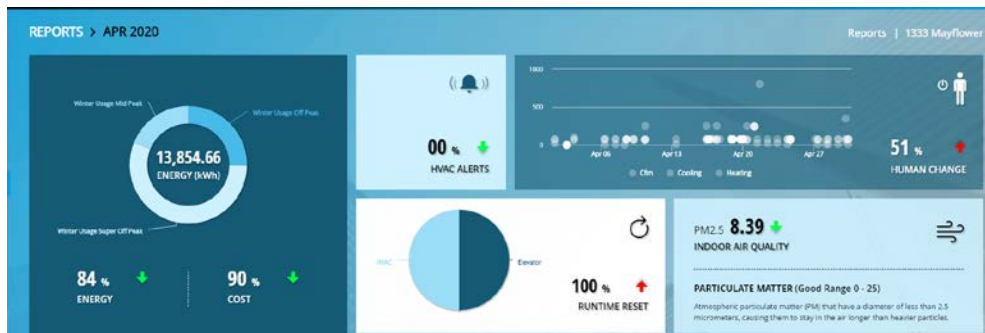 REPORTS > APR 2020
Reports | 1333 Mayflower
Winter Usage Mid Peak
Winter Usage Off Peak
13,854.66
ENERGY (kWh)
Winter Usage Super Off Peak
84 %
ENERGY
90 %
COST
00 %
HVAC ALERTS
1000
500
0
Apr 06
Apr 13
Apr 20
Apr 27
Cfm
Cooling
Heating
51 %
HUMAN CHANGE
HVAC
Elevator
100 %
RUNTIME RESET
PM2.5 8.39
INDOOR AIR QUALITY
PARTICULATE MATTER (Good Range 0 - 25)
Atmospheric particulate matter (PM) that have a diameter of less than 2.5
micrometers, causing them to stay in the air longer than heavier particles.